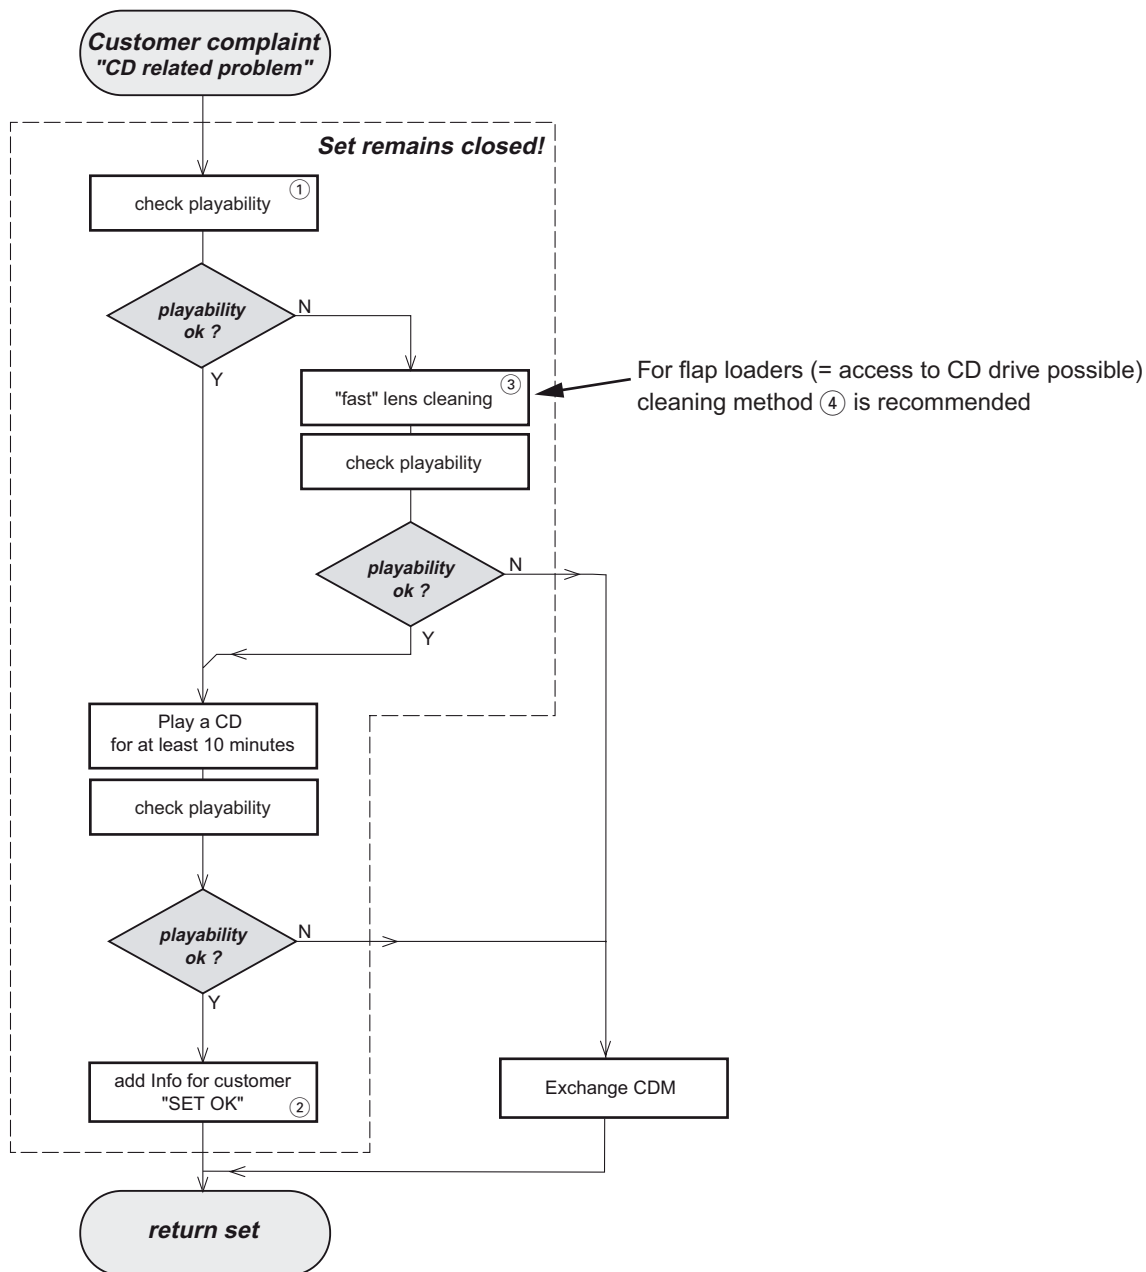 Customer complaint
"CD related problem"
Set remains closed!
check playability
①
playability
ok ?
N
Y
"fast" lens cleaning
③
For flap loaders (= access to CD drive possible)
cleaning method ④ is recommended
check playability
playability
ok ?
N
Y
Play a CD
for at least 10 minutes
check playability
playability
ok ?
N
Y
add Info for customer
"SET OK"
②
Exchange CDM
return set